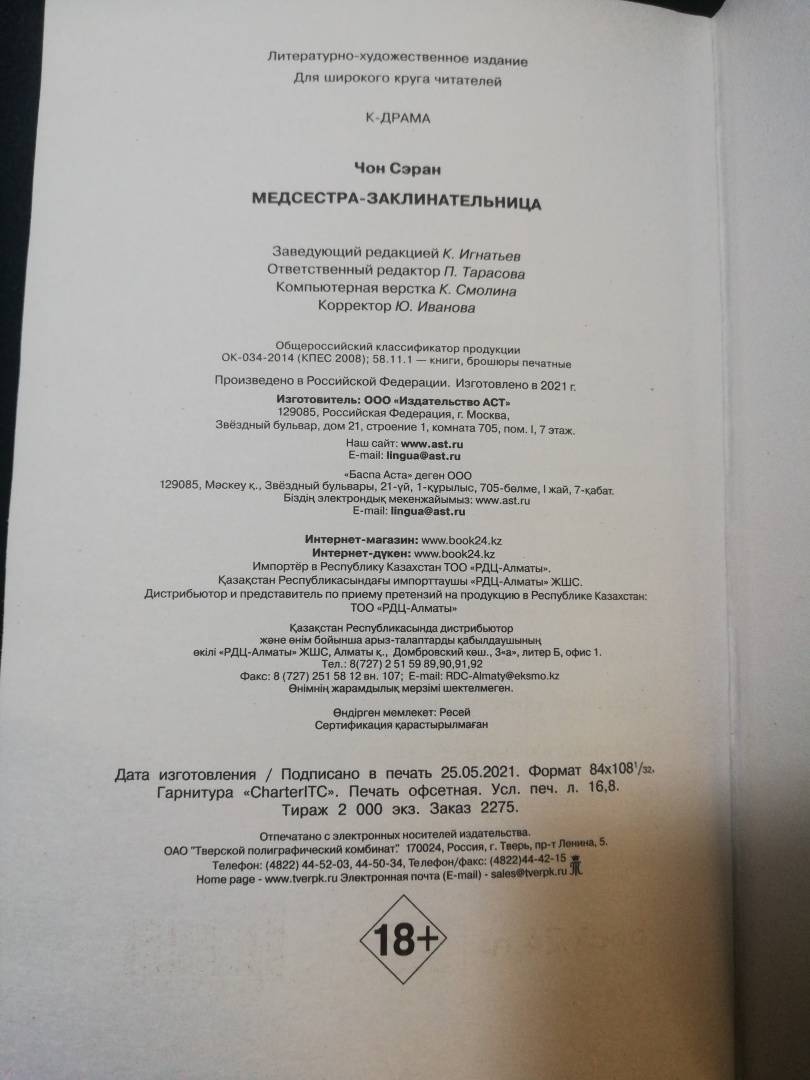 Литературно-художественное издание
Для широкого круга читателей
К-ДРАМА
Чон Сэран
МЕДСЕСТРА-ЗАКЛИНАТЕЛЬНИЦА
Заведующий редакцией К. Игнатьев
Ответственный редактор П. Тарасова
Компьютерная верстка К. Смолина
Корректор Ю. Иванова
Общероссийский классификатор продукции
ОК-034-2014 (КПЕС 2008); 58.11.1 — книги, брошюры печатные
Произведено в Российской Федерации. Изготовлено в 2021 г.
Изготовитель: ООО «Издательство АСТ»
129085, Российская Федерация, г. Москва,
Звёздный бульвар, дом 21, строение 1, комната 705, пом. I, 7 этаж.
Наш сайт: www.ast.ru
E-mail: lingua@ast.ru
«Баспа Аста» деген ООО
129085, Мәскеу қ., Звёздный бульвары, 21-үй, 1-құрылыс, 705-бөлме, I жай, 7-қабат.
Біздің электрондық мекенжайымыз: www.ast.ru
E-mail: lingua@ast.ru
Интернет-магазин: www.book24.kz
Интернет-дүкен: www.book24.kz
Импортёр в Республику Казахстан ТОО «РДЦ-Алматы».
Қазақстан Республикасындағы импорттаушы «РДЦ-Алматы» ЖШС.
Дистрибьютор и представитель по приему претензий на продукцию в Республике Казахстан:
ТОО «РДЦ-Алматы»
Қазақстан Республикасында дистрибьютор
және өнім бойынша арыз-талаптарды қабылдаушының
өкілі «РДЦ-Алматы» ЖШС, Алматы қ., Домбровский көш., 3«а», литер Б, офис 1.
Тел.: 8(727) 2 51 59 89,90,91,92
Факс: 8 (727) 251 58 12 вн. 107; E-mail: RDC-Almaty@eksmo.kz
Өнімнің жарамдылық мерзімі шектелмеген.
Өндірген мемлекет: Ресей
Сертификация қарастырылмаған
Дата изготовления / Подписано в печать 25.05.2021. Формат 84x108¹/₃₂.
Гарнитура «CharterITC». Печать офсетная. Усл. печ. л. 16,8.
Тираж 2 000 экз. Заказ 2275.
Отпечатано с электронных носителей издательства.
ОАО "Тверской полиграфический комбинат". 170024, Россия, г. Тверь, пр-т Ленина, 5.
Телефон: (4822) 44-52-03, 44-50-34, Телефон/факс: (4822)44-42-15
Home page - www.tverpk.ru Электронная почта (E-mail) - sales@tverpk.ru
18+